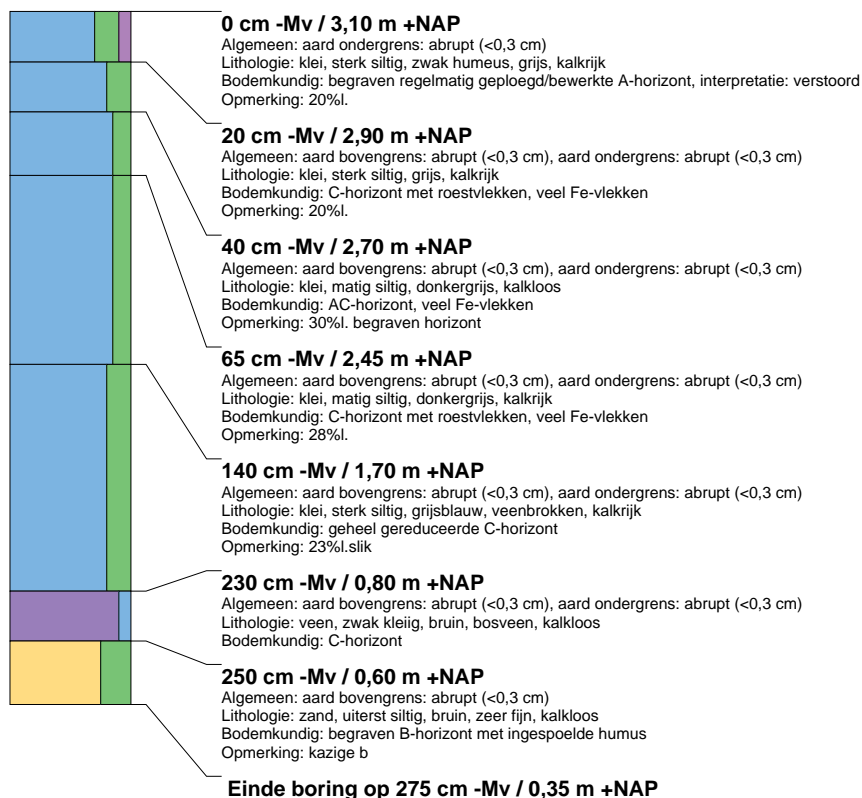 0 cm -Mv / 3,10 m +NAP
Algemeen: aard ondergrens: abrupt (<0,3 cm)
Lithologie: klei, sterk siltig, zwak humeus, grijs, kalkrijk
Bodemkundig: begraven regelmatig geploegd/bewerkte A-horizont, interpretatie: verstoord
Opmerking: 20%l.
20 cm -Mv / 2,90 m +NAP
Algemeen: aard bovengrens: abrupt (<0,3 cm), aard ondergrens: abrupt (<0,3 cm)
Lithologie: klei, sterk siltig, grijs, kalkrijk
Bodemkundig: C-horizont met roestvlekken, veel Fe-vlekken
Opmerking: 20%l.
40 cm -Mv / 2,70 m +NAP
Algemeen: aard bovengrens: abrupt (<0,3 cm), aard ondergrens: abrupt (<0,3 cm)
Lithologie: klei, matig siltig, donkergrijs, kalkloos
Bodemkundig: AC-horizont, veel Fe-vlekken
Opmerking: 30%l. begraven horizont
65 cm -Mv / 2,45 m +NAP
Algemeen: aard bovengrens: abrupt (<0,3 cm), aard ondergrens: abrupt (<0,3 cm)
Lithologie: klei, matig siltig, donkergrijs, kalkrijk
Bodemkundig: C-horizont met roestvlekken, veel Fe-vlekken
Opmerking: 28%l.
140 cm -Mv / 1,70 m +NAP
Algemeen: aard bovengrens: abrupt (<0,3 cm), aard ondergrens: abrupt (<0,3 cm)
Lithologie: klei, sterk siltig, grijsblauw, veenbrokken, kalkrijk
Bodemkundig: geheel gereduceerde C-horizont
Opmerking: 23%l.slik
230 cm -Mv / 0,80 m +NAP
Algemeen: aard bovengrens: abrupt (<0,3 cm), aard ondergrens: abrupt (<0,3 cm)
Lithologie: veen, zwak kleiig, bruin, bosveen, kalkloos
Bodemkundig: C-horizont
250 cm -Mv / 0,60 m +NAP
Algemeen: aard bovengrens: abrupt (<0,3 cm)
Lithologie: zand, uiterst siltig, bruin, zeer fijn, kalkloos
Bodemkundig: begraven B-horizont met ingespoelde humus
Opmerking: kazige b
Einde boring op 275 cm -Mv / 0,35 m +NAP